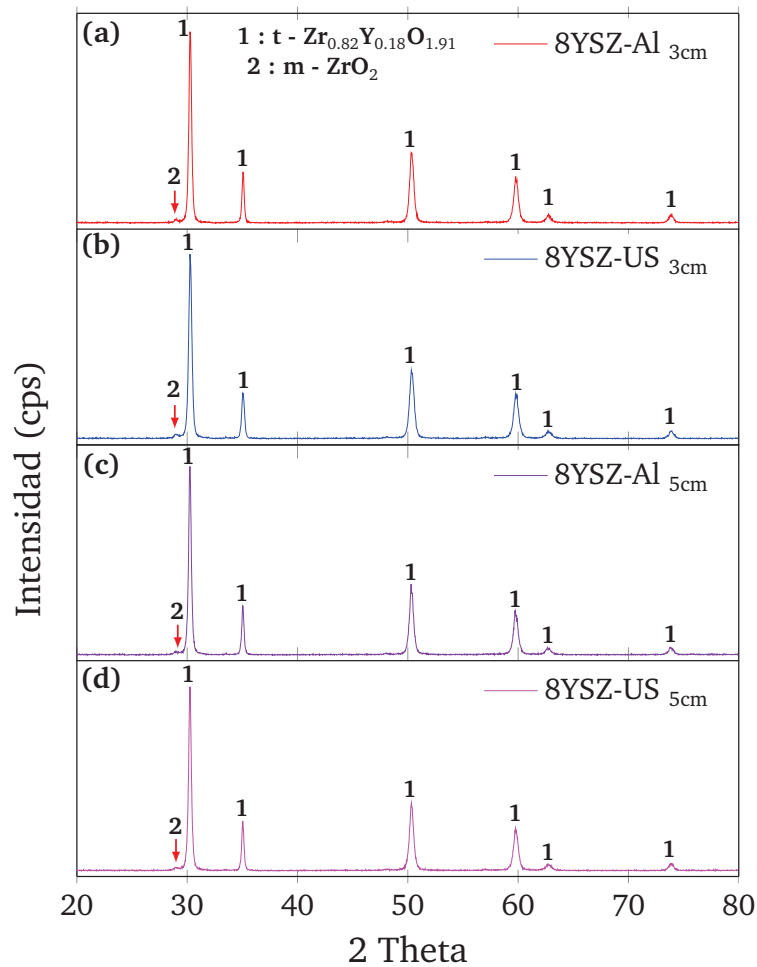 (a)
1
1 : t - Zr0.82Y0.18O1.91
2 : m - ZrO2
8YSZ-Al 3cm
2
1
1
1
1
1
(b)
1
8YSZ-US 3cm
2
1
1
1
1
1
(c)
1
8YSZ-Al 5cm
2
1
1
1
1
1
(d)
1
8YSZ-US 5cm
2
1
1
1
1
1
Intensidad (cps)
20 30 40 50 60 70 80
2 Theta